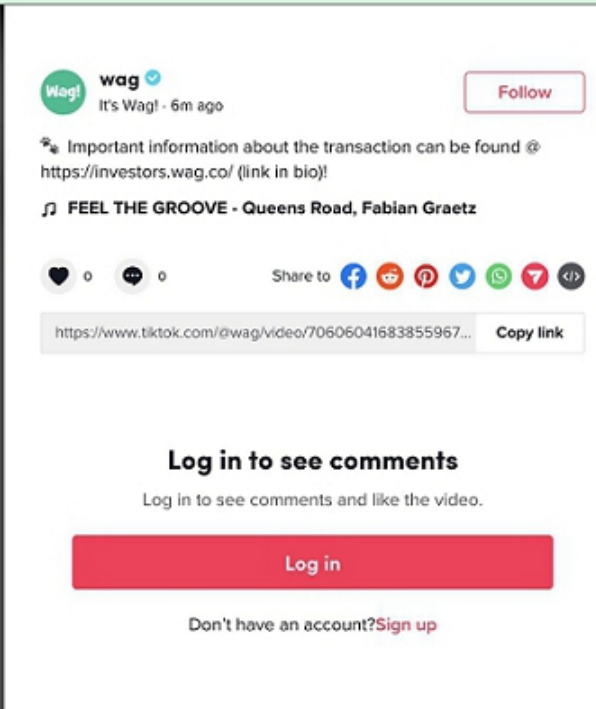 Wag!
wag
It's Wag! · 6m ago
Follow
Important information about the transaction can be found @
https://investors.wag.co/ (link in bio)!
FEEL THE GROOVE - Queens Road, Fabian Graetz
0
0
Share to
https://www.tiktok.com/@wag/video/70606041683855967...
Copy link
Log in to see comments
Log in to see comments and like the video.
Log in
Don't have an account?Sign up